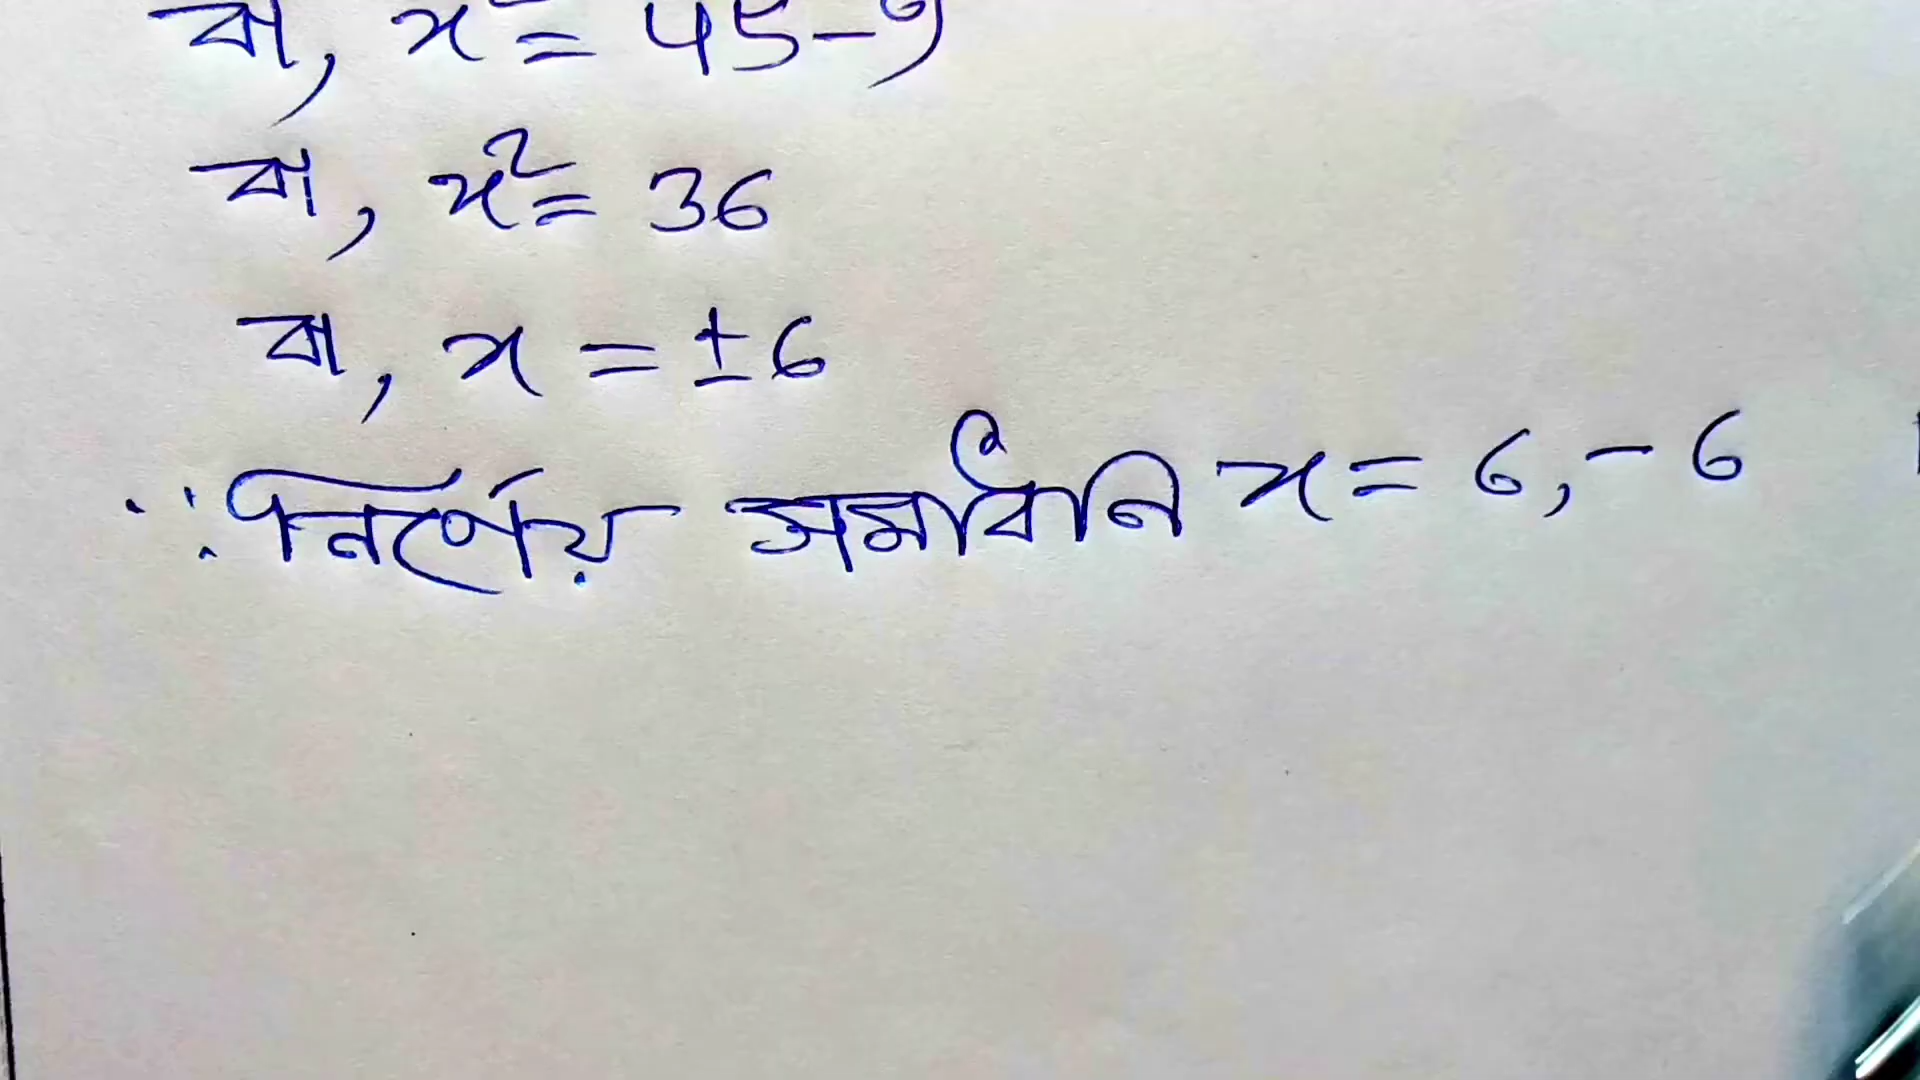 বা, x² = 45-9
বা, x² = 36
বা, x = ±6
∴ নির্ণেয় সমাধান x = 6, -6